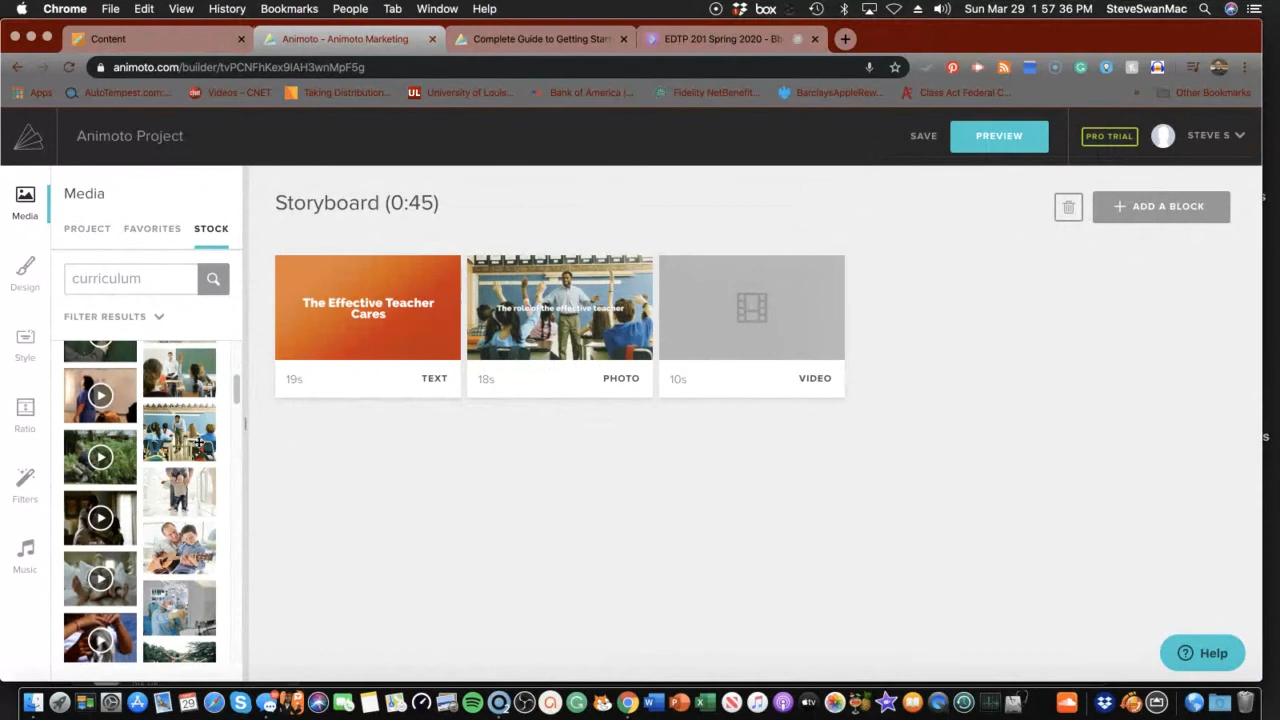 Chrome File Edit View History Bookmarks People Tab Window Help box Sun Mar 29 1:57:36 PM SteveSwanMac
Content Animoto - Animoto Marketing Complete Guide to Getting Star EDTP 201 Spring 2020 - Bb
animoto.com/builder/tvPCNFhKex9IAH3wnMpF5g
Apps AutoTempest.com:... Videos – CNET Taking Distribution... UL University of Louis... Bank of America |... Fidelity NetBenefit... BarclaysAppleRew... Class Act Federal C... » Other Bookmarks
Animoto Project SAVE PREVIEW PRO TRIAL STEVE S
Media
Media
PROJECT FAVORITES STOCK
Storyboard (0:45)
+ ADD A BLOCK
curriculum
Design
FILTER RESULTS
The Effective Teacher
Cares
The role of the effective teacher
Style
19s TEXT 18s PHOTO 10s VIDEO
Ratio
Filters
Music
? Help
29